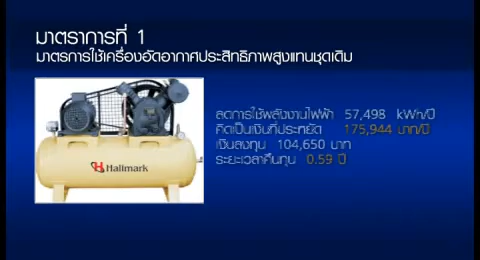 มาตราการที่ 1
มาตรการใช้เครื่องอัดอากาศประสิทธิภาพสูงแทนชุดเดิม
Hallmark
ลดการใช้พลังงานไฟฟ้า 57,498 kWh/ปี
คิดเป็นเงินที่ประหยัด 175,944 บาท/ปี
เงินลงทุน 104,650 บาท
ระยะเวลาคืนทุน 0.59 ปี